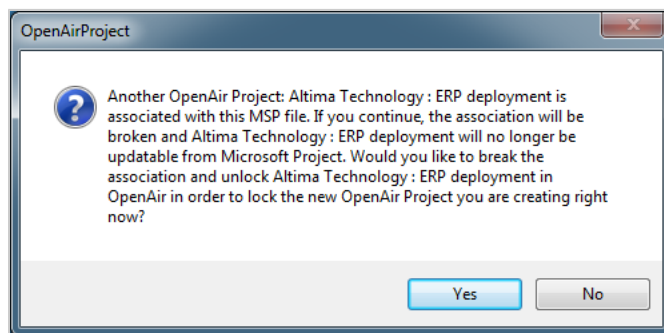 OpenAirProject
Another OpenAir Project: Altima Technology : ERP deployment is
associated with this MSP file. If you continue, the association will be
broken and Altima Technology : ERP deployment will no longer be
updatable from Microsoft Project. Would you like to break the
association and unlock Altima Technology : ERP deployment in
OpenAir in order to lock the new OpenAir Project you are creating right
now?
Yes
No